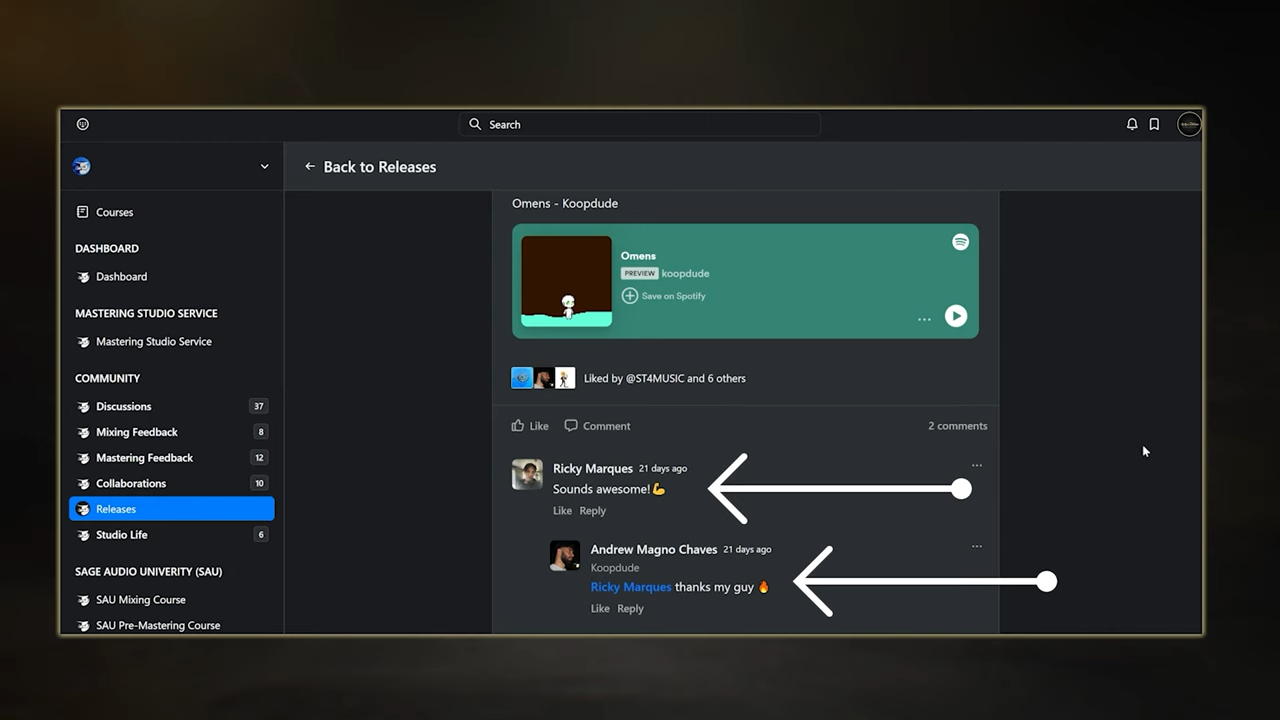 Search
Back to Releases
Courses
DASHBOARD
Dashboard
MASTERING STUDIO SERVICE
Mastering Studio Service
COMMUNITY
Discussions 37
Mixing Feedback 8
Mastering Feedback 12
Collaborations 10
Releases
Studio Life 6
SAGE AUDIO UNIVERITY (SAU)
SAU Mixing Course
SAU Pre-Mastering Course
Omens - Koopdude
Omens
PREVIEW koopdude
Save on Spotify
Liked by @ST4MUSIC and 6 others
Like Comment 2 comments
Ricky Marques 21 days ago
Sounds awesome!💪
Like Reply
Andrew Magno Chaves 21 days ago
Koopdude
Ricky Marques thanks my guy 🔥
Like Reply